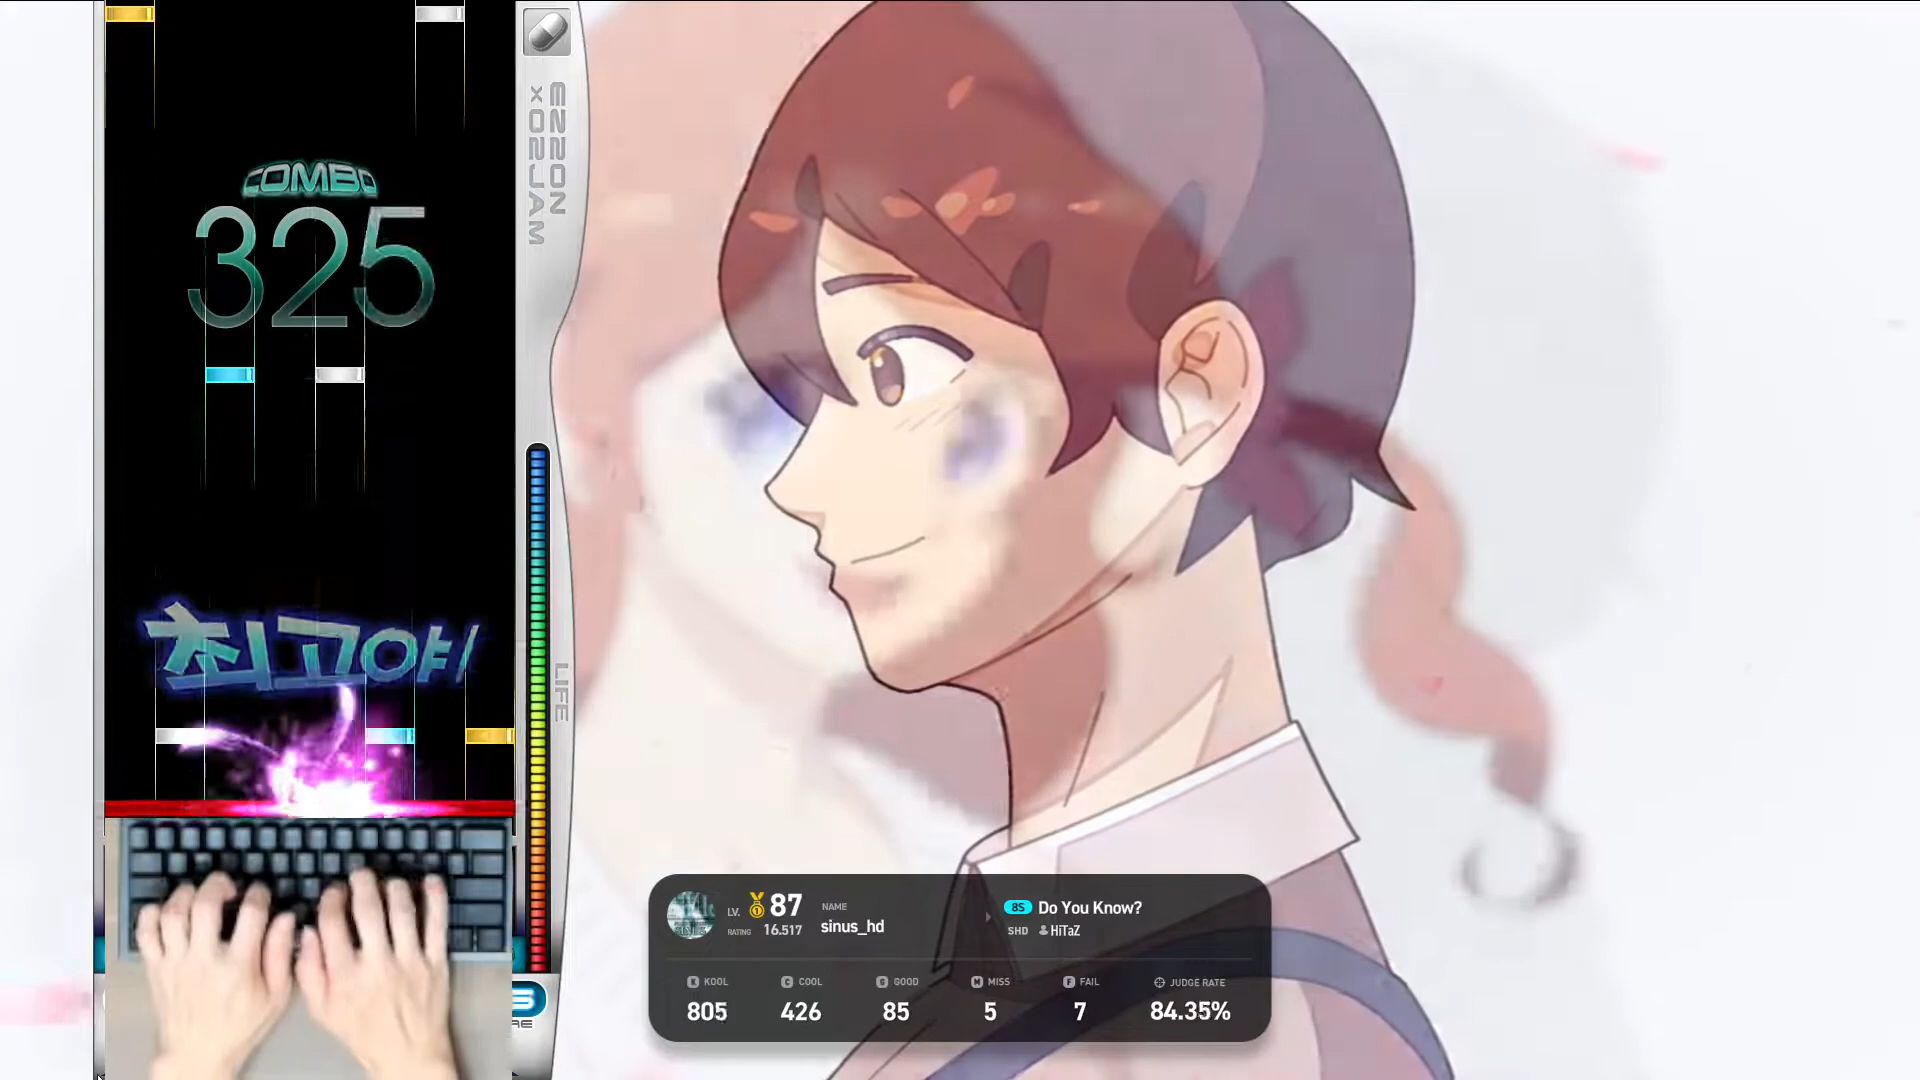 COMBO
325
최고야!
EZ2ON
x O2JAM
LIFE
LV. 87
RATING 16.517
NAME
sinus_hd
8S Do You Know?
SHD HiTaZ
K KOOL
C COOL
G GOOD
M MISS
F FAIL
JUDGE RATE
805
426
85
5
7
84.35%